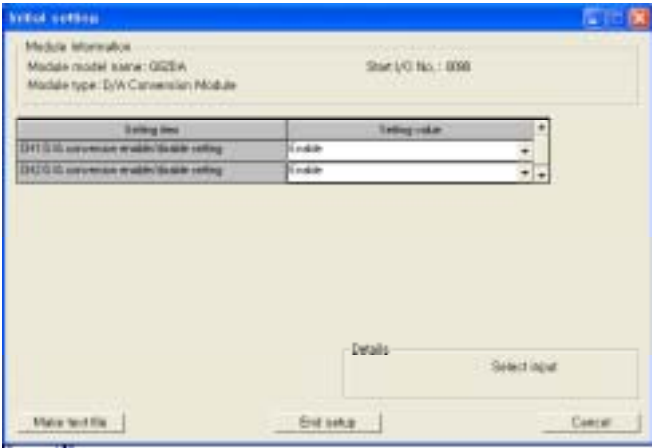 Initial setting
Module information
Module model name: Q62DA
Start I/O No.: 0090
Module type: D/A Conversion Module
Setting item
Setting value
CH1 D/A conversion enable/disable setting
Enable
CH2 D/A conversion enable/disable setting
Enable
Details
Select input
Make text file
End setup
Cancel